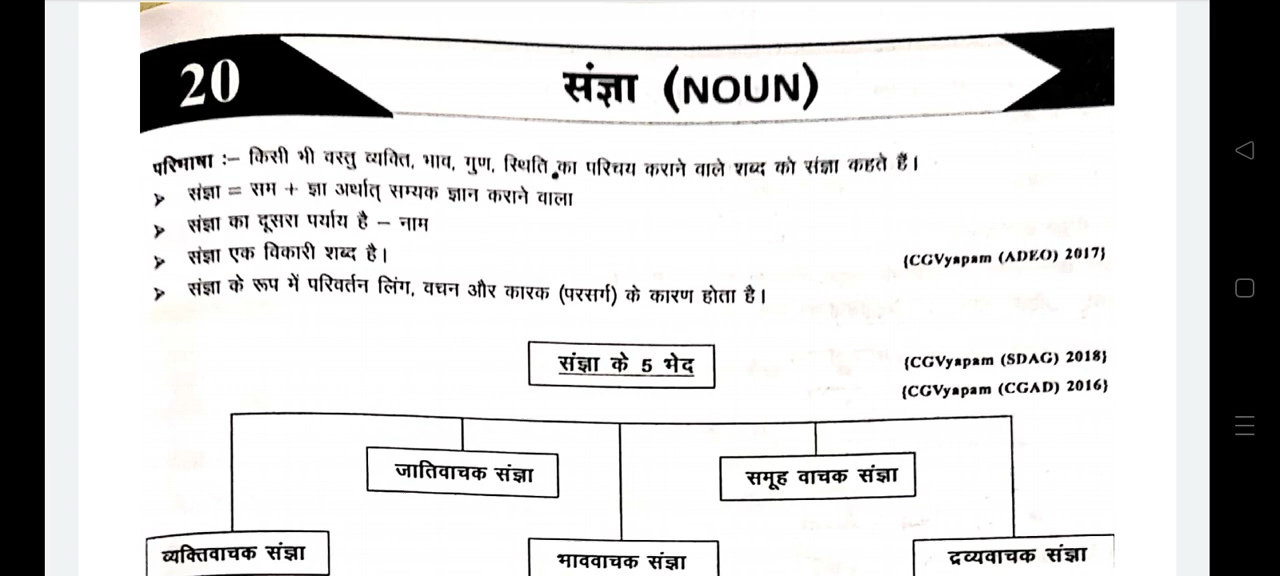 20
संज्ञा (NOUN)
परिभाषा :– किसी भी वस्तु व्यक्ति, भाव, गुण, स्थिति का परिचय कराने वाले शब्द को संज्ञा कहते हैं।
➤ संज्ञा = सम + ज्ञा अर्थात् सम्यक ज्ञान कराने वाला
➤ संज्ञा का दूसरा पर्याय है – नाम
➤ संज्ञा एक विकारी शब्द है। {CGVyapam (ADEO) 2017}
➤ संज्ञा के रूप में परिवर्तन लिंग, वचन और कारक (परसर्ग) के कारण होता है।
संज्ञा के 5 भेद {CGVyapam (SDAG) 2018}
{CGVyapam (CGAD) 2016}
जातिवाचक संज्ञा समूह वाचक संज्ञा
व्यक्तिवाचक संज्ञा भाववाचक संज्ञा द्रव्यवाचक संज्ञा